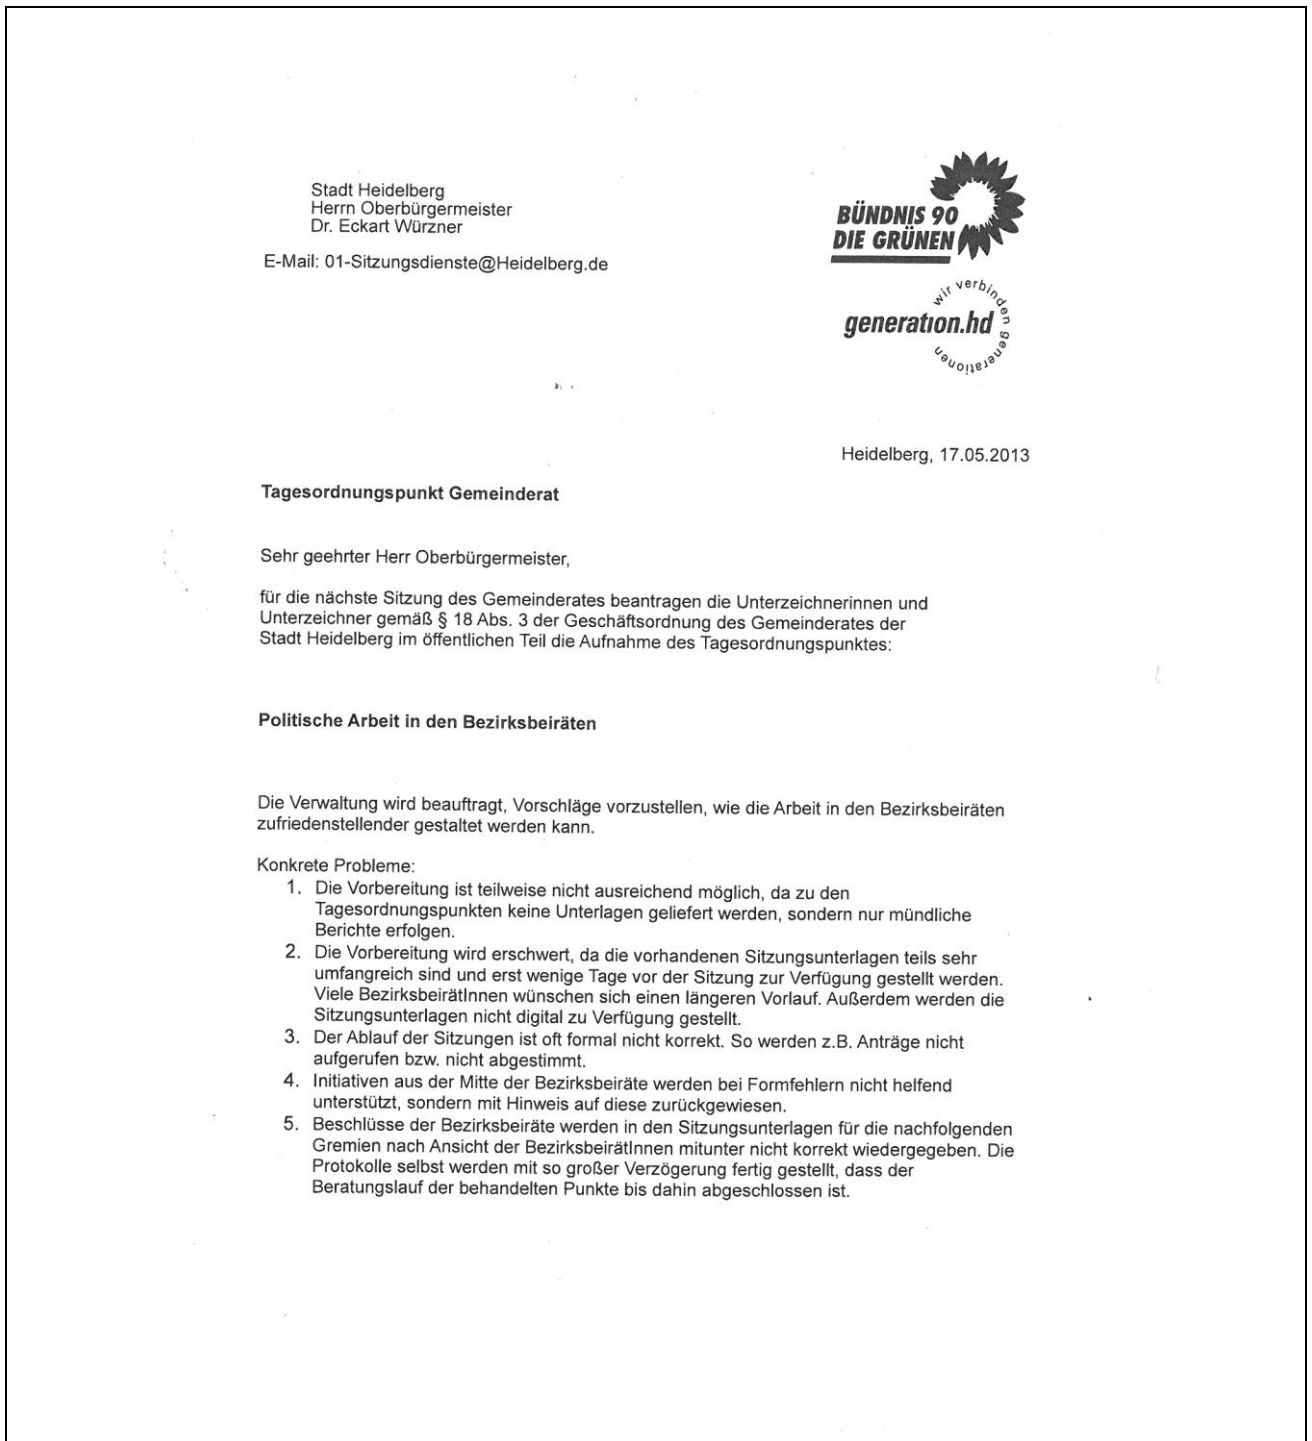 Stadt Heidelberg
Herrn Oberbürgermeister
Dr. Eckart Würzner
E-Mail: 01-Sitzungsdienste@Heidelberg.de
BÜNDNIS 90
DIE GRÜNEN
generation.hd
wir verbinden generationen
Heidelberg, 17.05.2013
Tagesordnungspunkt Gemeinderat
Sehr geehrter Herr Oberbürgermeister,
für die nächste Sitzung des Gemeinderates beantragen die Unterzeichnerinnen und
Unterzeichner gemäß § 18 Abs. 3 der Geschäftsordnung des Gemeinderates der
Stadt Heidelberg im öffentlichen Teil die Aufnahme des Tagesordnungspunktes:
Politische Arbeit in den Bezirksbeiräten
Die Verwaltung wird beauftragt, Vorschläge vorzustellen, wie die Arbeit in den Bezirksbeiräten
zufriedenstellender gestaltet werden kann.
Konkrete Probleme:
1. Die Vorbereitung ist teilweise nicht ausreichend möglich, da zu den
Tagesordnungspunkten keine Unterlagen geliefert werden, sondern nur mündliche
Berichte erfolgen.
2. Die Vorbereitung wird erschwert, da die vorhandenen Sitzungsunterlagen teils sehr
umfangreich sind und erst wenige Tage vor der Sitzung zur Verfügung gestellt werden.
Viele BezirksbeirätInnen wünschen sich einen längeren Vorlauf. Außerdem werden die
Sitzungsunterlagen nicht digital zu Verfügung gestellt.
3. Der Ablauf der Sitzungen ist oft formal nicht korrekt. So werden z.B. Anträge nicht
aufgerufen bzw. nicht abgestimmt.
4. Initiativen aus der Mitte der Bezirksbeiräte werden bei Formfehlern nicht helfend
unterstützt, sondern mit Hinweis auf diese zurückgewiesen.
5. Beschlüsse der Bezirksbeiräte werden in den Sitzungsunterlagen für die nachfolgenden
Gremien nach Ansicht der BezirksbeirätInnen mitunter nicht korrekt wiedergegeben. Die
Protokolle selbst werden mit so großer Verzögerung fertig gestellt, dass der
Beratungslauf der behandelten Punkte bis dahin abgeschlossen ist.